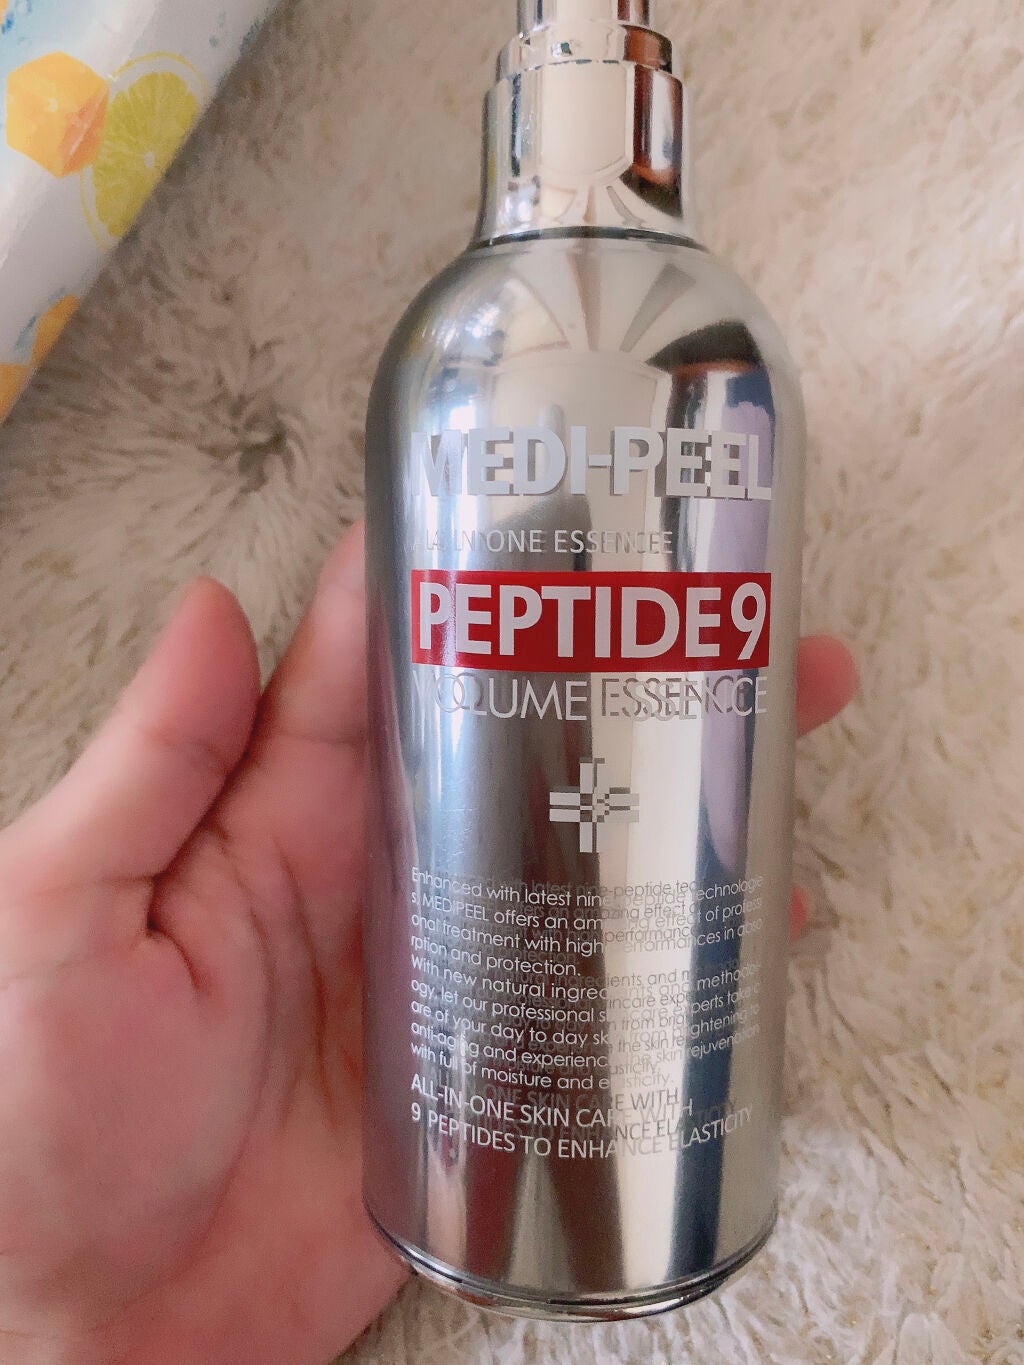 MEDI-PEEL
ALL IN ONE ESSENCE
PEPTIDE 9
VOLUME ESSENCE
Enhanced with latest nine-peptide technologie
s, MEDIPEEL offers an amazing effect of professi
onal treatment with high performances in abso
rption and protection.
With new natural ingredients and methodol
ogy, let our professional skincare experts take c
are of your day to day skin from brightening to
anti-aging and experience the skin rejuvenation
with full of moisture and elasticity.
ALL-IN-ONE SKIN CARE WITH
9 PEPTIDES TO ENHANCE ELASTICITY